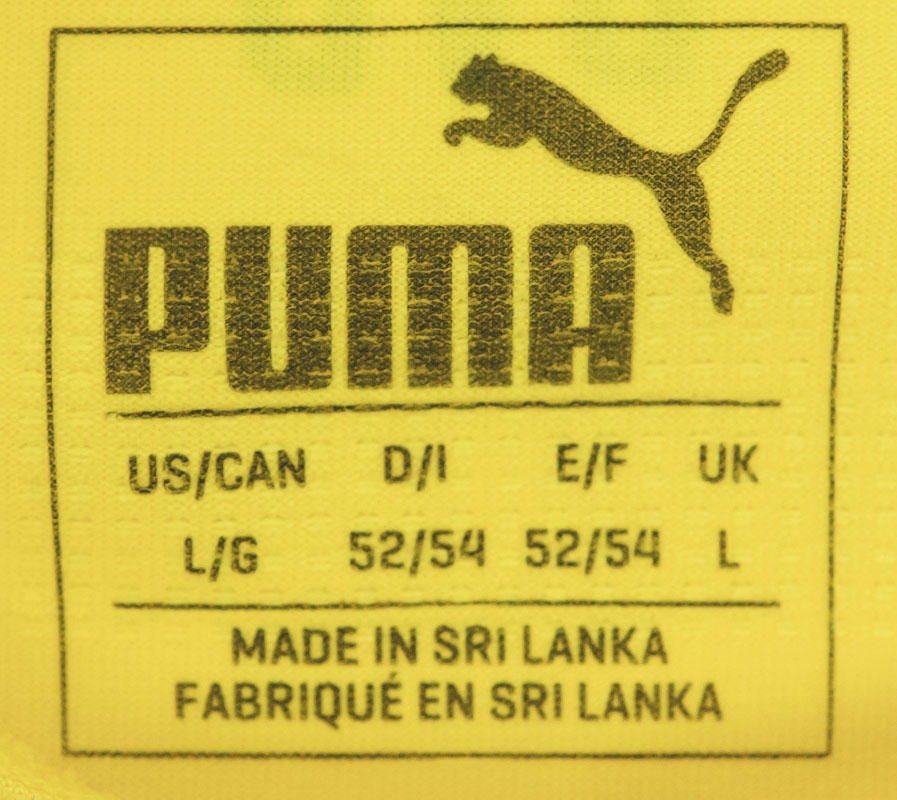 PUMA
US/CAN D/I E/F UK
L/G 52/54 52/54 L
MADE IN SRI LANKA
FABRIQUÉ EN SRI LANKA